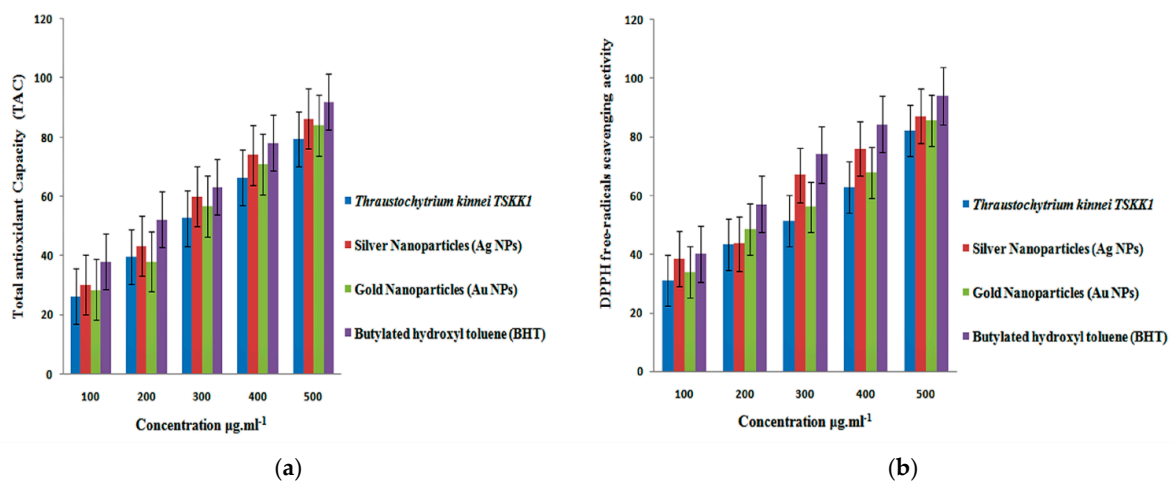 120
100
80
60
40
20
0
Total antioxidant Capacity (TAC)
100 200 300 400 500
Concentration µg.ml-1
Thraustochytrium kinnei TSKK1
Silver Nanoparticles (Ag NPs)
Gold Nanoparticles (Au NPs)
Butylated hydroxyl toluene (BHT)
(a)
120
100
80
60
40
20
0
DPPH free-radicals scavenging activity
100 200 300 400 500
Concentration µg.ml-1
Thraustochytrium kinnei TSKK1
Silver Nanoparticles (Ag NPs)
Gold Nanoparticles (Au NPs)
Butylated hydroxyl toluene (BHT)
(b)